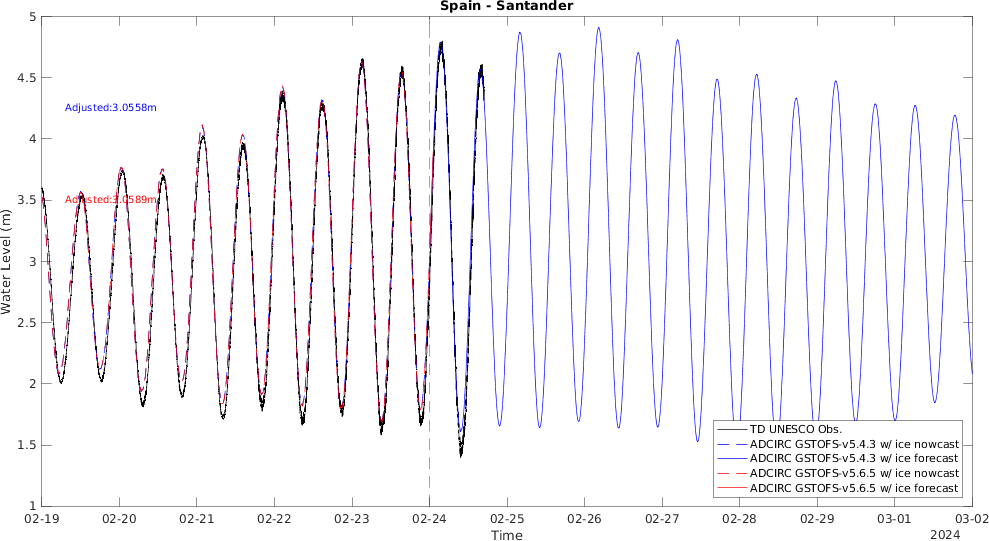 Spain - Santander
5
4.5
4
3.5
3
2.5
2
1.5
1
Water Level (m)
Adjusted:3.0558m
Adjusted:3.0589m
TD UNESCO Obs.
ADCIRC GSTOFS-v5.4.3 w/ ice nowcast
ADCIRC GSTOFS-v5.4.3 w/ ice forecast
ADCIRC GSTOFS-v5.6.5 w/ ice nowcast
ADCIRC GSTOFS-v5.6.5 w/ ice forecast
02-19 02-20 02-21 02-22 02-23 02-24 02-25 02-26 02-27 02-28 02-29 03-01 03-02
Time
2024